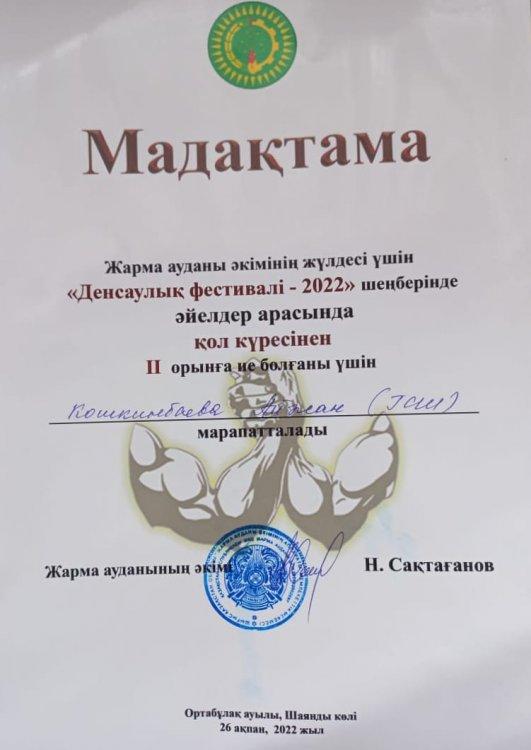 Мадақтама
Жарма ауданы әкімінің жүлдесі үшін
«Денсаулық фестивалі - 2022» шеңберінде
әйелдер арасында
қол күресінен
II орынға ие болғаны үшін
Кошкинбаева
марапатталады
Жарма ауданының әкімі
Н. Сақтағанов
Ортабұлақ ауылы, Шаянды көлі
26 ақпан, 2022 жыл